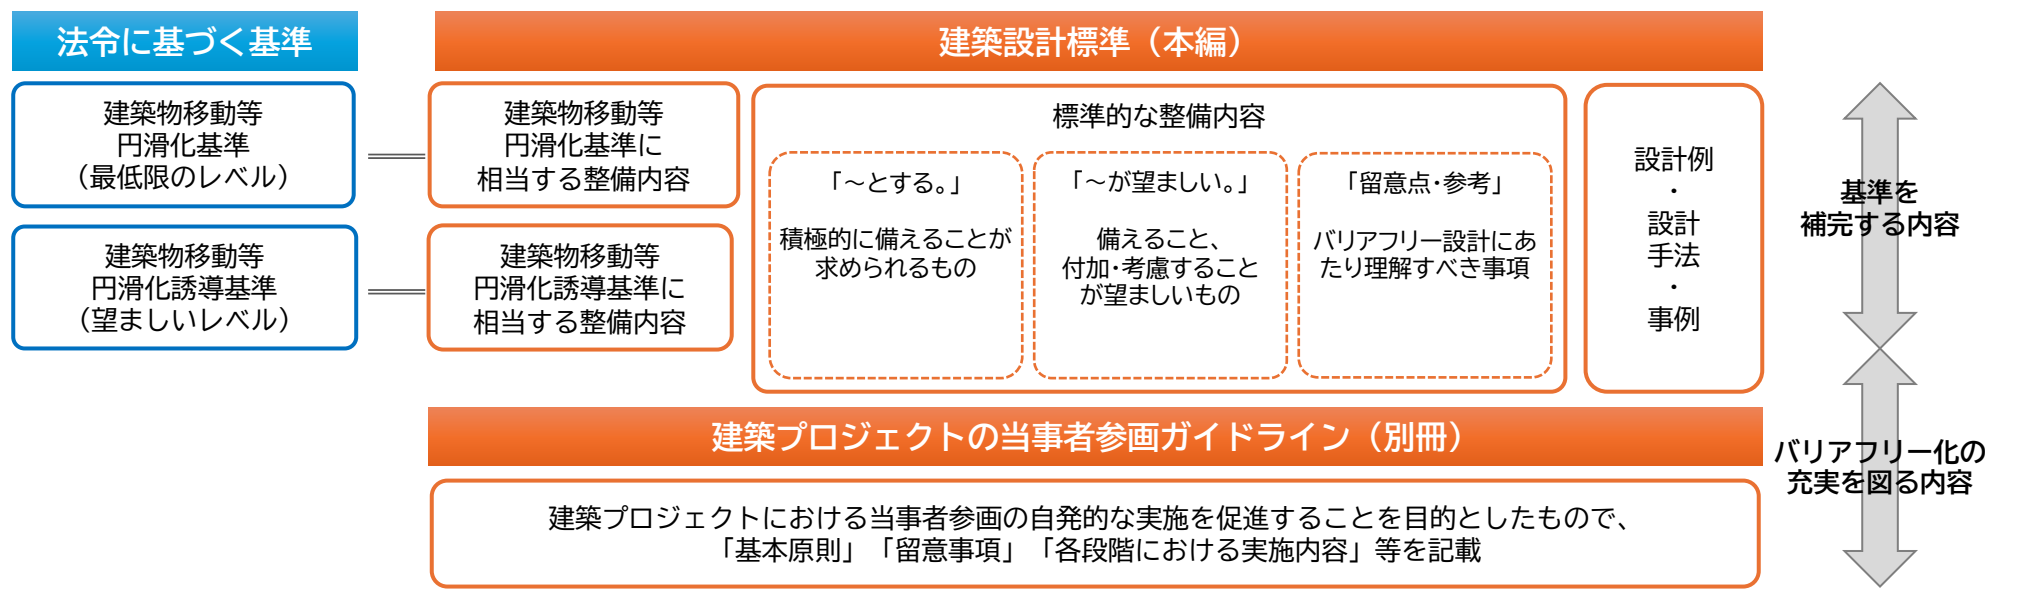 法令に基づく基準
建築物移動等
円滑化基準
（最低限のレベル）
建築物移動等
円滑化誘導基準
（望ましいレベル）
建築設計標準（本編）
建築物移動等
円滑化基準に
相当する整備内容
建築物移動等
円滑化誘導基準に
相当する整備内容
標準的な整備内容
「～とする。」
積極的に備えることが
求められるもの
「～が望ましい。」
備えること、
付加・考慮すること
が望ましいもの
「留意点・参考」
バリアフリー設計にあ
たり理解すべき事項
設計例
・
設計
手法
・
事例
基準を
補完する内容
建築プロジェクトの当事者参画ガイドライン（別冊）
建築プロジェクトにおける当事者参画の自発的な実施を促進することを目的としたもので、
「基本原則」「留意事項」「各段階における実施内容」等を記載
バリアフリー化の
充実を図る内容